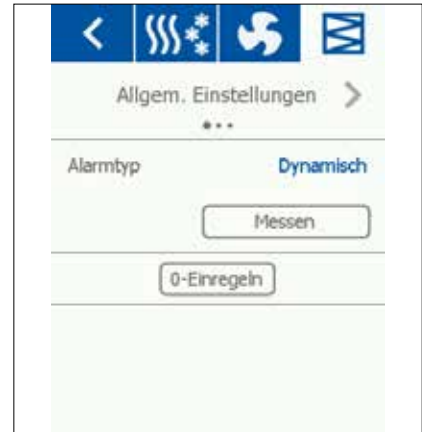 Allgem. Einstellungen
Alarmtyp Dynamisch
Messen
0-Einregeln